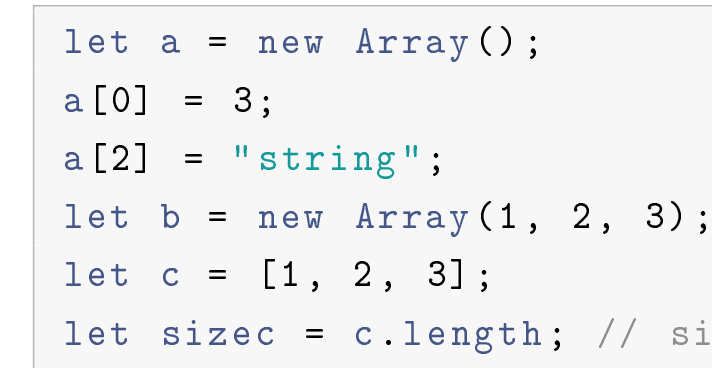 let a = new Array();
a[0] = 3;
a[2] = "string";
let b = new Array(1, 2, 3);
let c = [1, 2, 3];
let sizec = c.length; //